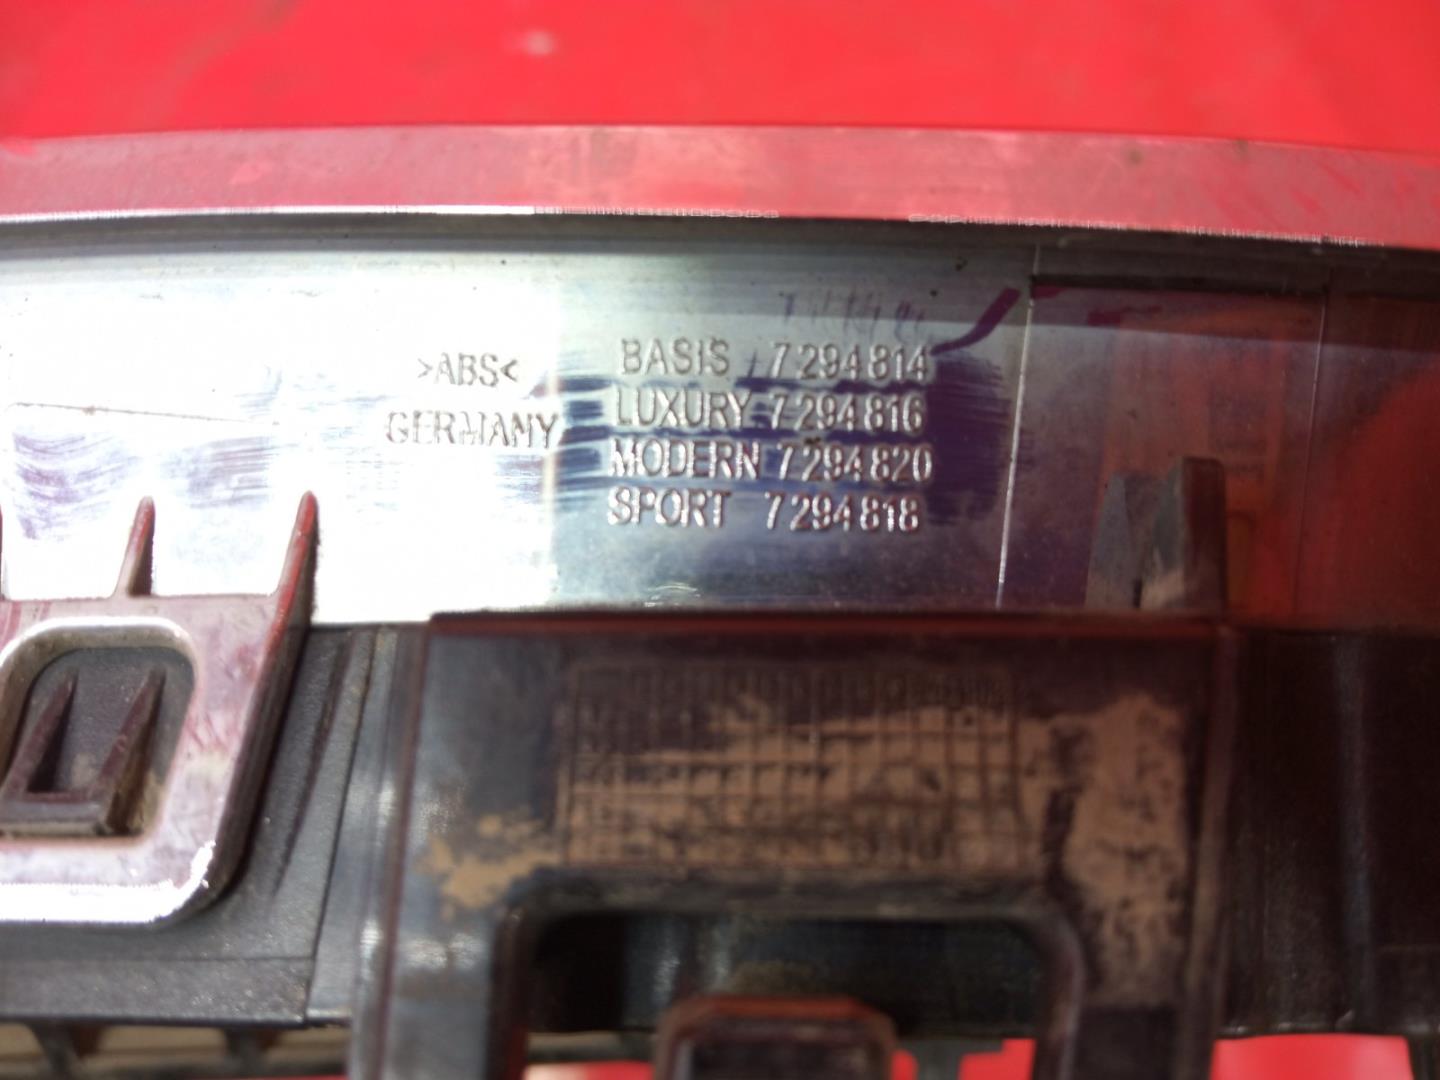 >ABS<
GERMANY
BASIS 7294814
LUXURY 7294816
MODERN 7294820
SPORT 7294818